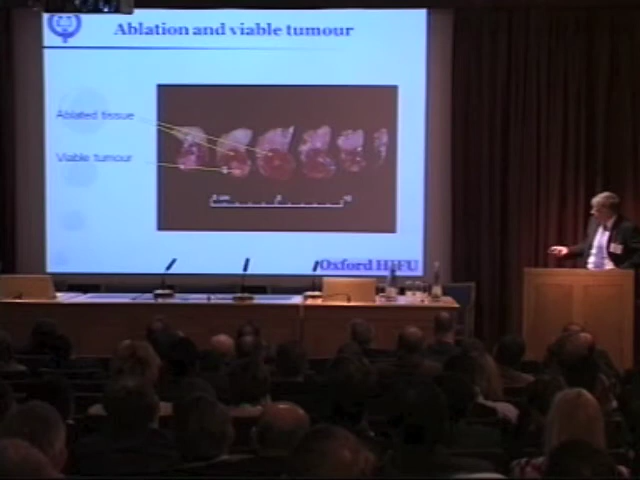 Ablation and viable tumour
Ablated tissue
Viable tumour
Oxford HIFU